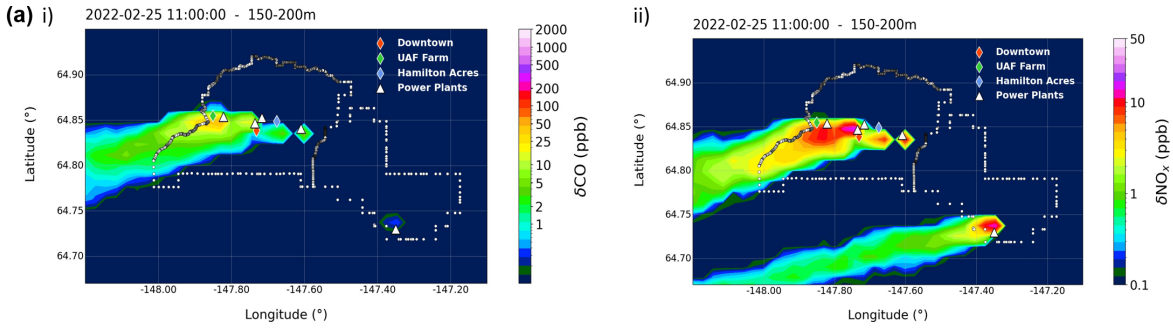 (a) i) 2022-02-25 11:00:00 - 150-200m
Downtown
UAF Farm
Hamilton Acres
Power Plants
64.90
64.85
64.80
64.75
64.70
Latitude (°)
-148.00 -147.80 -147.60 -147.40 -147.20
Longitude (°)
2000
1000
500
200
100
50
25
10
5
2
1
δCO (ppb)
ii) 2022-02-25 11:00:00 - 150-200m
Downtown
UAF Farm
Hamilton Acres
Power Plants
64.90
64.85
64.80
64.75
64.70
Latitude (°)
-148.00 -147.80 -147.60 -147.40 -147.20
Longitude (°)
50
10
1
0.1
δNOx (ppb)